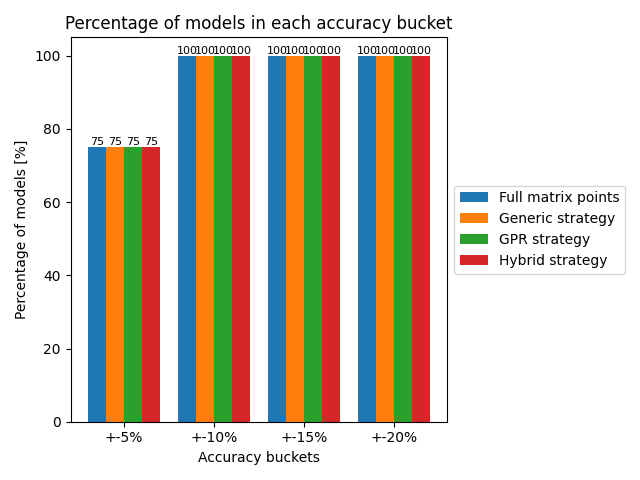 Percentage of models in each accuracy bucket
Percentage of models [%]
100
80
60
40
20
0
75 75 75 75
100 100 100 100
100 100 100 100
100 100 100 100
+-5% +-10% +-15% +-20%
Accuracy buckets
Full matrix points
Generic strategy
GPR strategy
Hybrid strategy